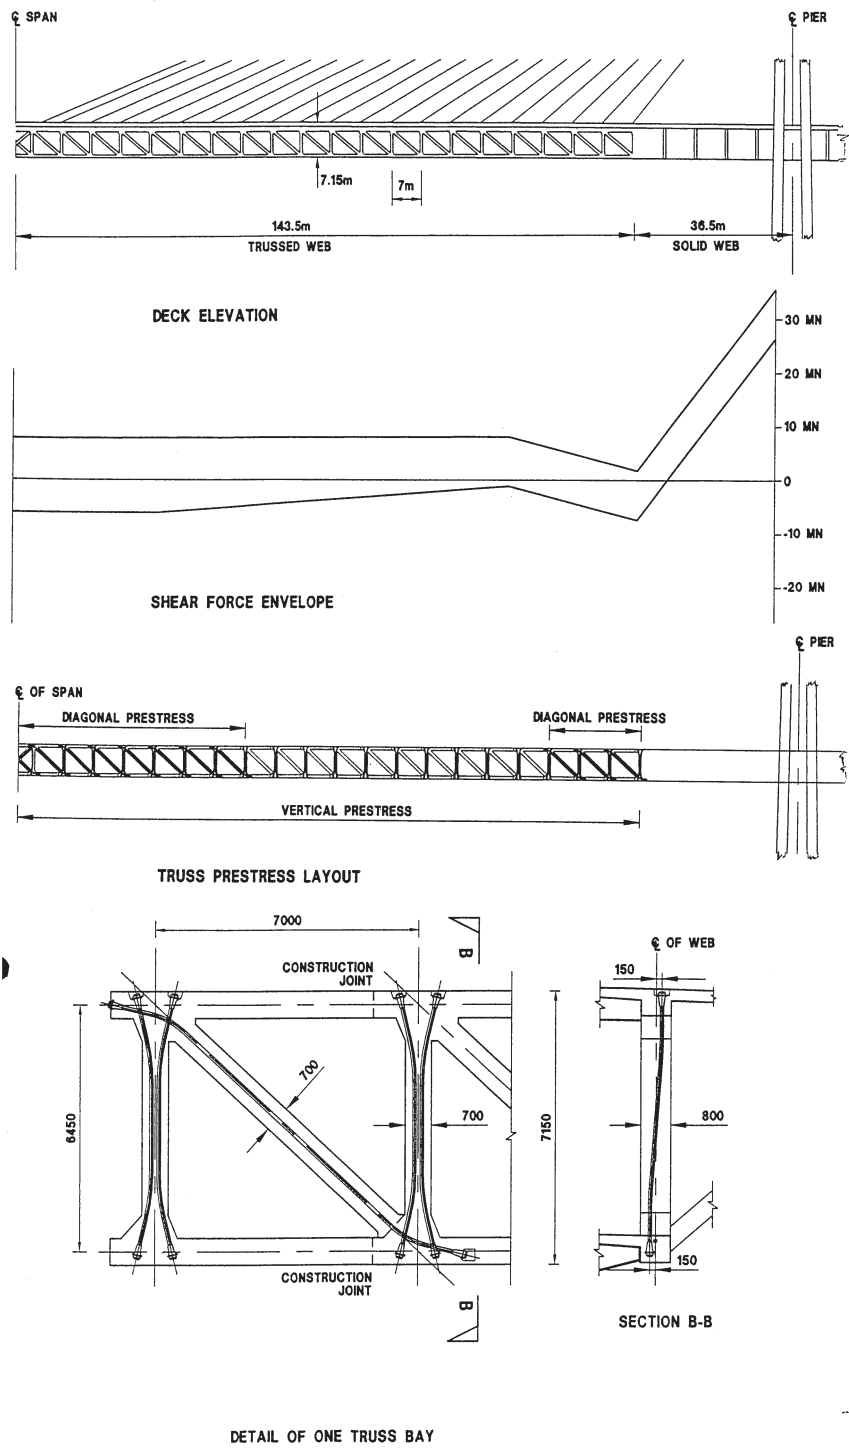 ℄ SPAN
℄ PIER
7.15m
7m
143.5m
36.5m
TRUSSED WEB
SOLID WEB
DECK ELEVATION
30 MN
20 MN
10 MN
0
-10 MN
-20 MN
SHEAR FORCE ENVELOPE
℄ PIER
℄ OF SPAN
DIAGONAL PRESTRESS
DIAGONAL PRESTRESS
VERTICAL PRESTRESS
TRUSS PRESTRESS LAYOUT
7000
B
℄ OF WEB
CONSTRUCTION
JOINT
150
700
6450
700
7150
800
CONSTRUCTION
JOINT
150
B
SECTION B-B
DETAIL OF ONE TRUSS BAY